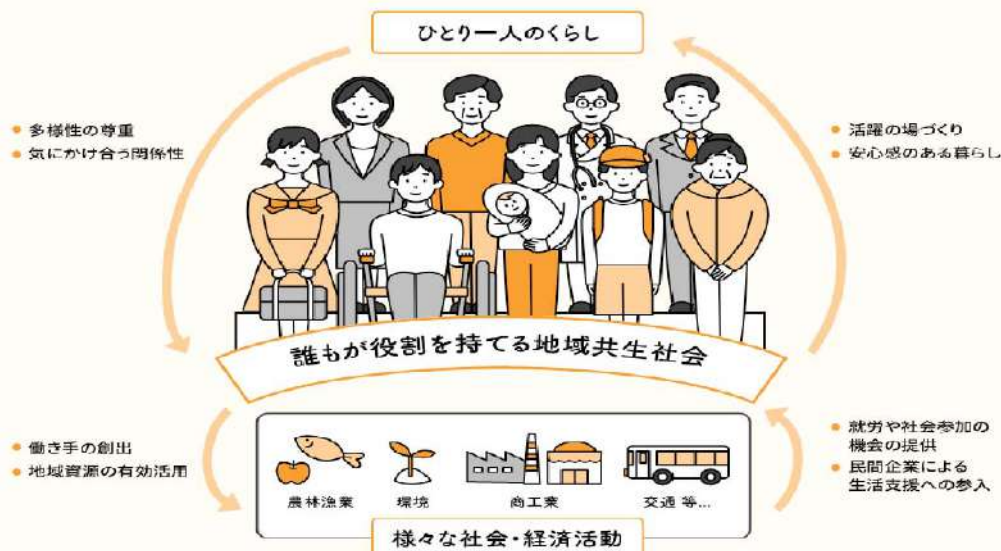 ひとり一人のくらし
● 多様性の尊重
● 気にかけ合う関係性
● 活躍の場づくり
● 安心感のある暮らし
誰もが役割を持てる地域共生社会
● 働き手の創出
● 地域資源の有効活用
● 就労や社会参加の
機会の提供
● 民間企業による
生活支援への参入
農林漁業 環境 商工業 交通 等...
様々な社会・経済活動